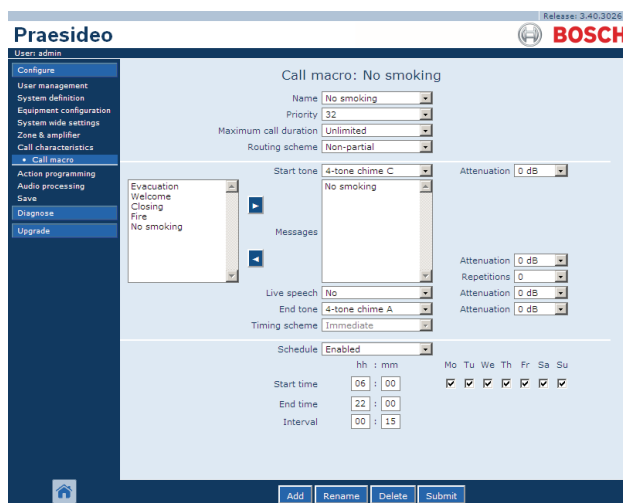 Release: 3.40.3026
Praesideo
BOSCH
User: admin
Configure
User management
System definition
Equipment configuration
System wide settings
Zone & amplifier
Call characteristics
• Call macro
Action programming
Audio processing
Save
Diagnose
Upgrade
Call macro: No smoking
Name No smoking
Priority 32
Maximum call duration Unlimited
Routing scheme Non-partial
Start tone 4-tone chime C Attenuation 0 dB
Evacuation
Welcome
Closing
Fire
No smoking
Messages
No smoking
Attenuation 0 dB
Repetitions 0
Live speech No Attenuation 0 dB
End tone 4-tone chime A Attenuation 0 dB
Timing scheme Immediate
Schedule Enabled
hh : mm Mo Tu We Th Fr Sa Su
Start time 06 : 00
End time 22 : 00
Interval 00 : 15
Add Rename Delete Submit